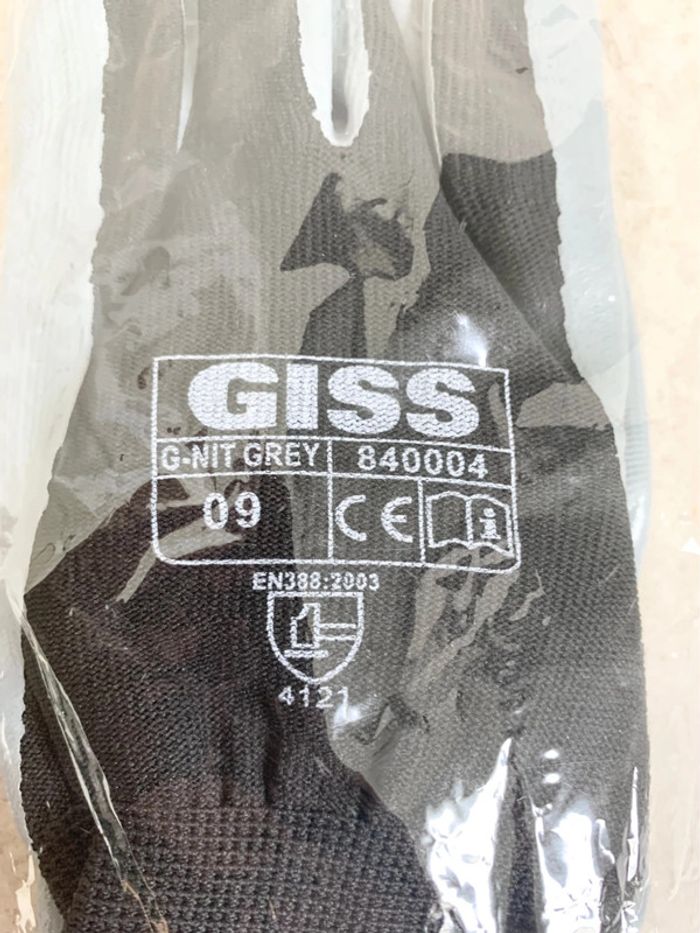 GISS
G-NIT GREY 840004
09 CE i
EN388:2003
4121